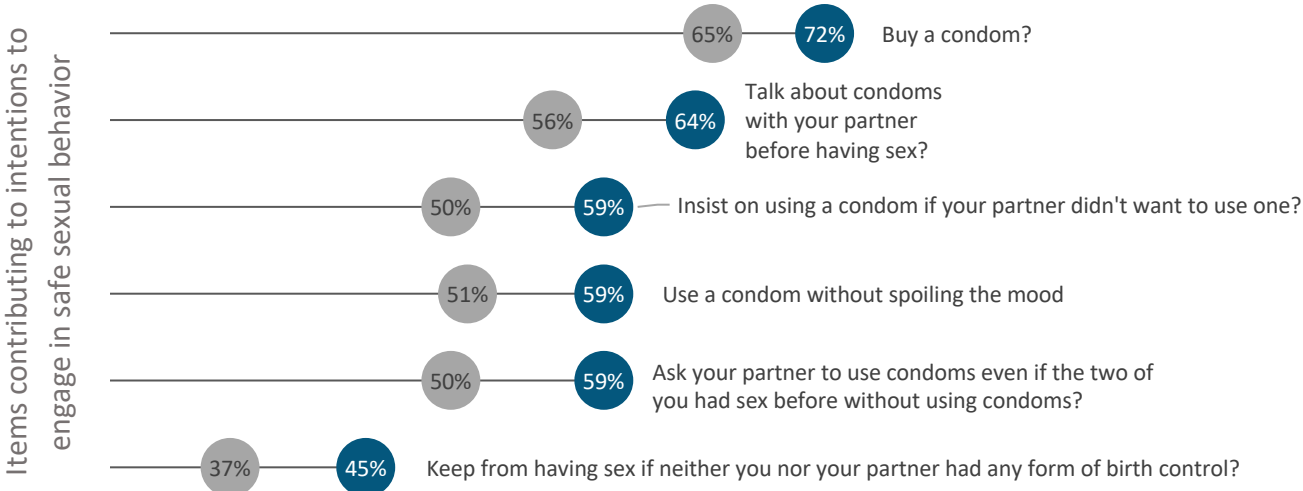 Items contributing to intentions to
engage in safe sexual behavior
65% 72% Buy a condom?
56% 64% Talk about condoms
with your partner
before having sex?
50% 59% Insist on using a condom if your partner didn't want to use one?
51% 59% Use a condom without spoiling the mood
50% 59% Ask your partner to use condoms even if the two of
you had sex before without using condoms?
37% 45% Keep from having sex if neither you nor your partner had any form of birth control?